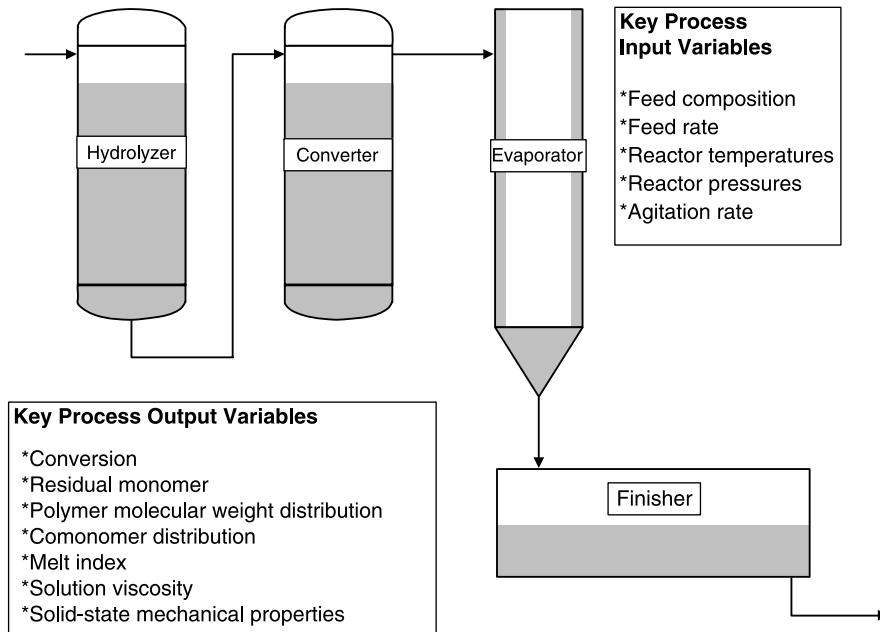 Key Process
Input Variables
*Feed composition
*Feed rate
*Reactor temperatures
*Reactor pressures
*Agitation rate
Hydrolyzer
Converter
Evaporator
Key Process Output Variables
*Conversion
*Residual monomer
*Polymer molecular weight distribution
*Comonomer distribution
*Melt index
*Solution viscosity
*Solid-state mechanical properties
Finisher